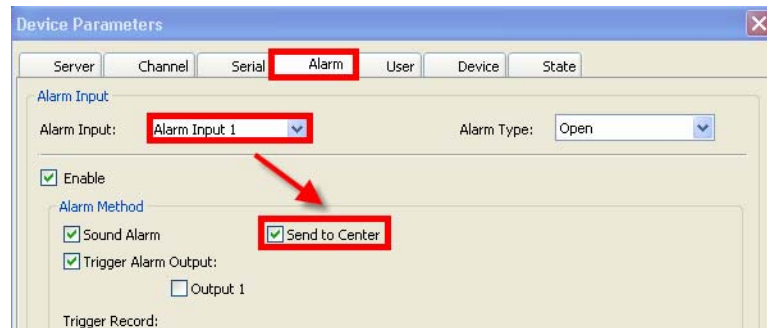 Device Parameters
Server Channel Serial Alarm User Device State
Alarm Input
Alarm Input: Alarm Input 1 Alarm Type: Open
Enable
Alarm Method
Sound Alarm Send to Center
Trigger Alarm Output:
Output 1
Trigger Record: